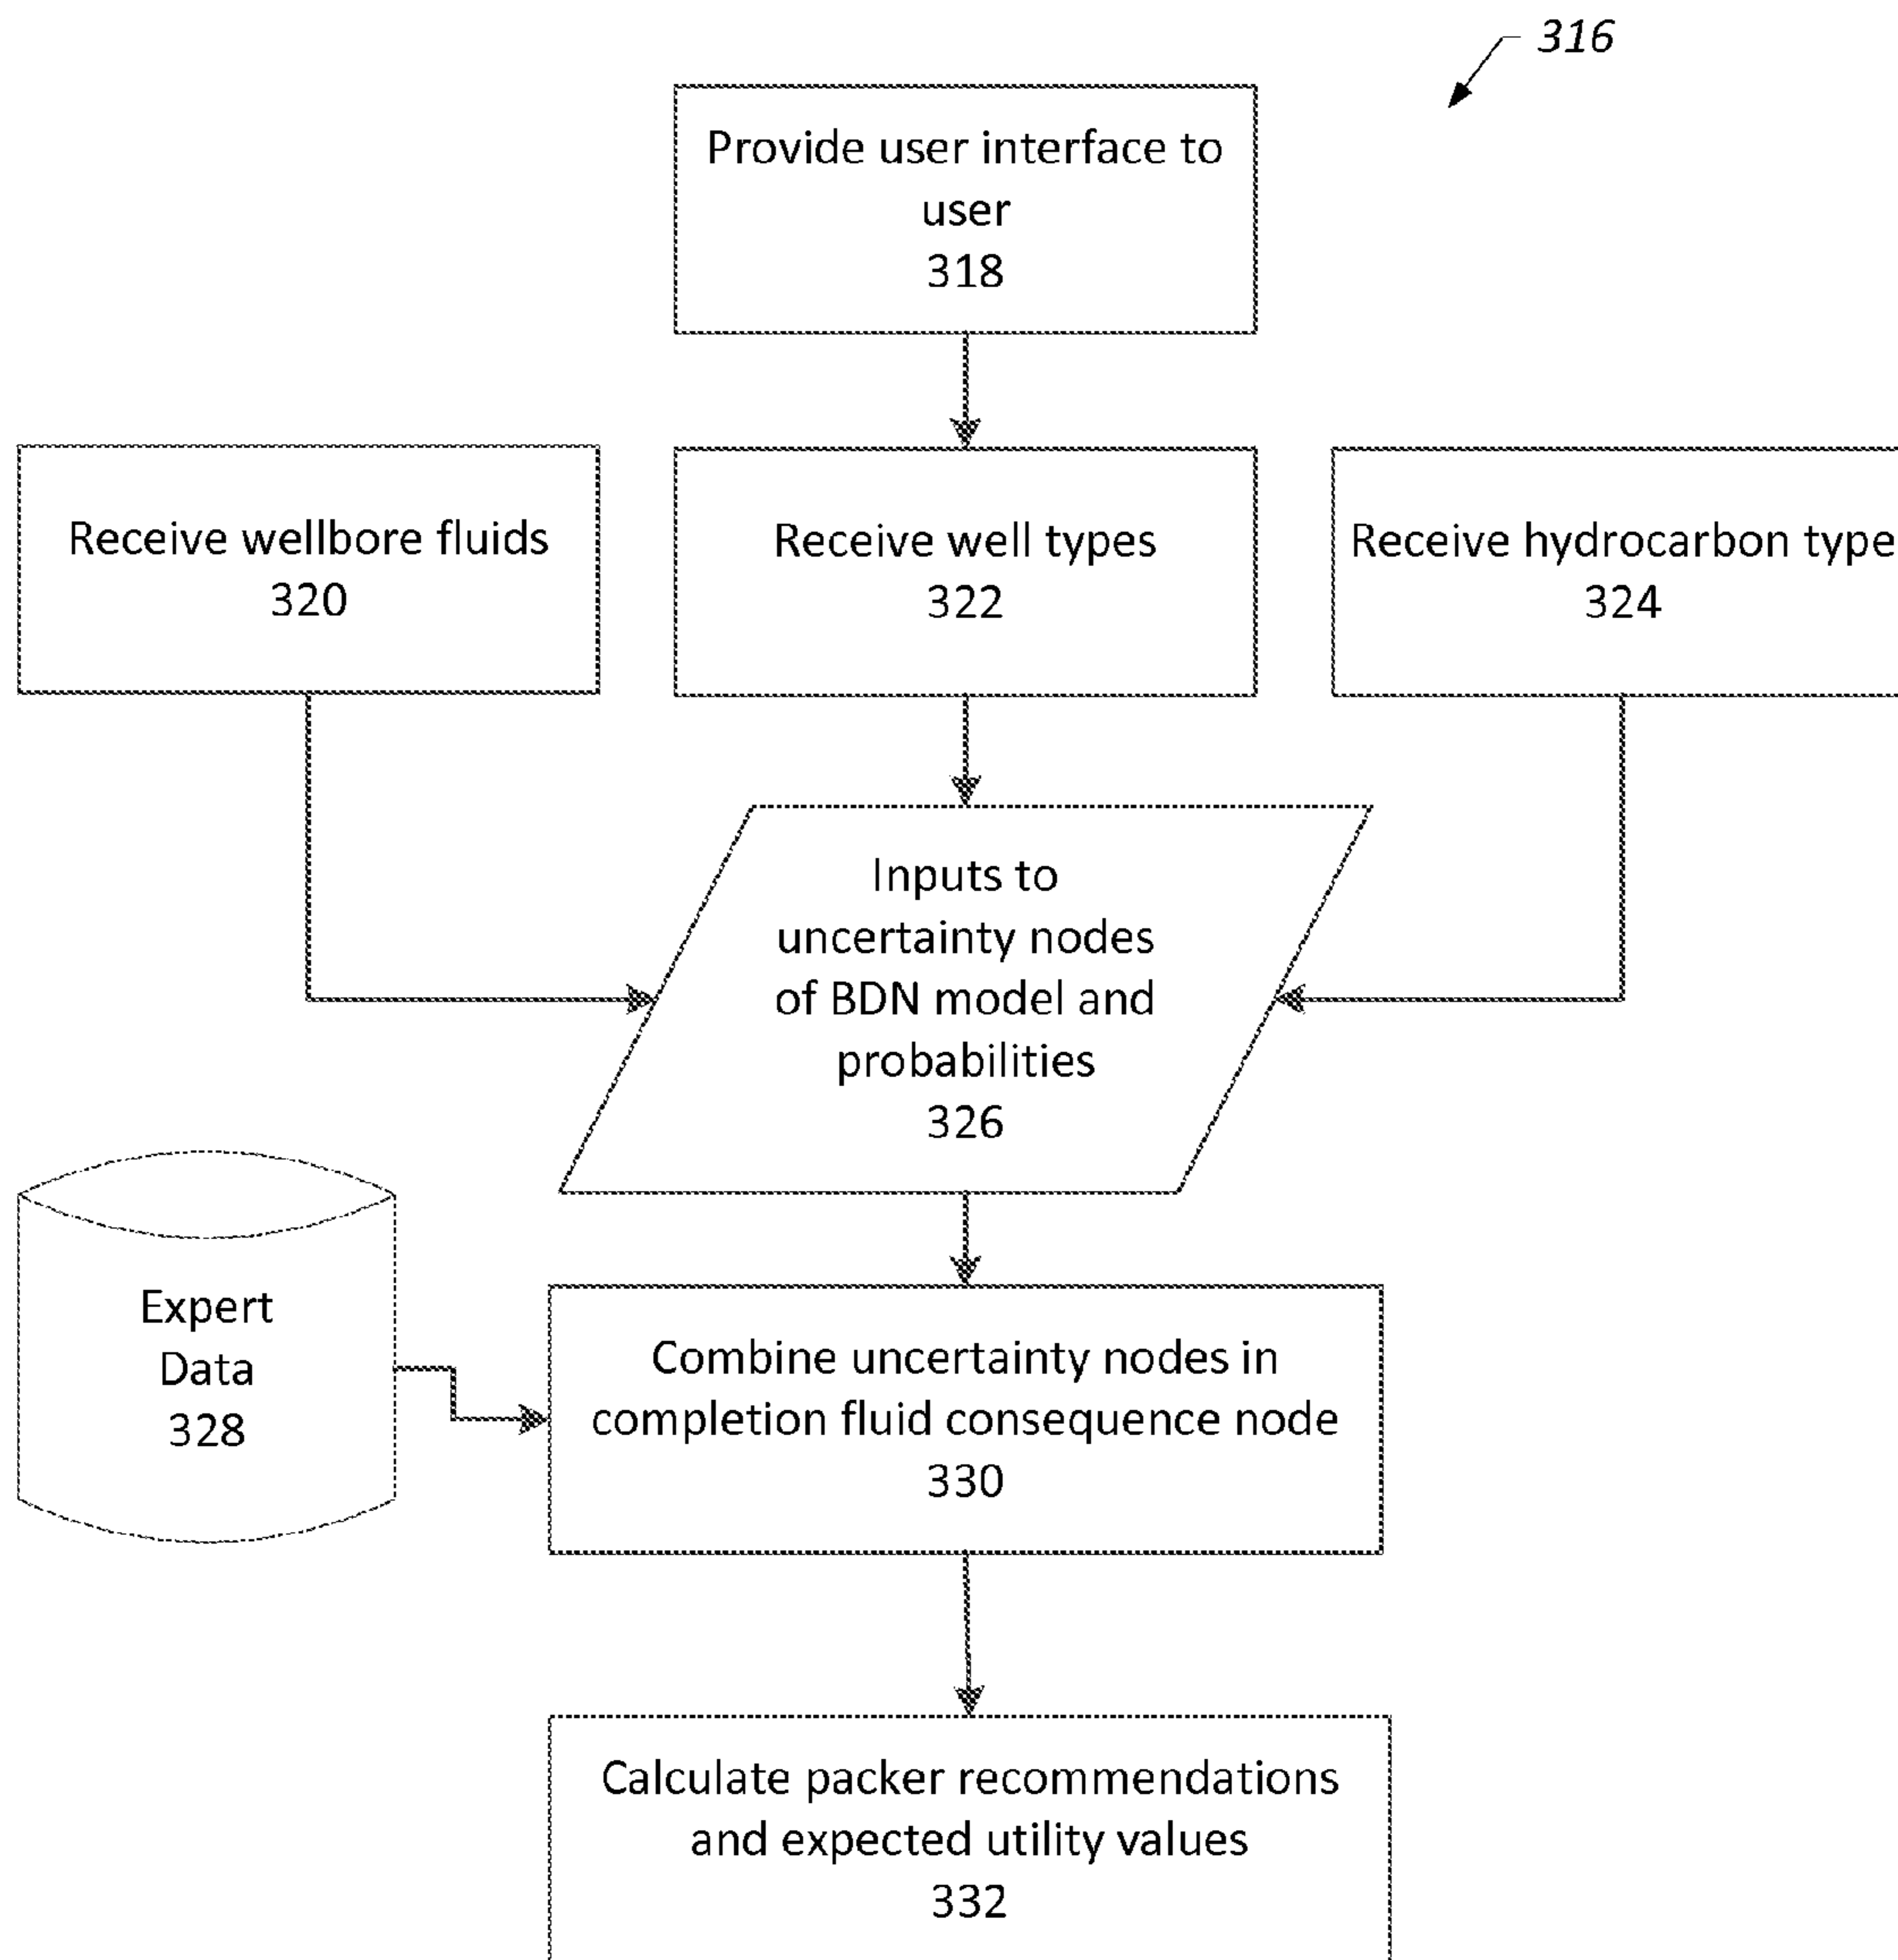 316
Provide user interface to
user
318
Receive wellbore fluids
320
Receive well types
322
Receive hydrocarbon type
324
Inputs to
uncertainty nodes
of BDN model and
probabilities
326
Expert
Data
328
Combine uncertainty nodes in
completion fluid consequence node
330
Calculate packer recommendations
and expected utility values
332